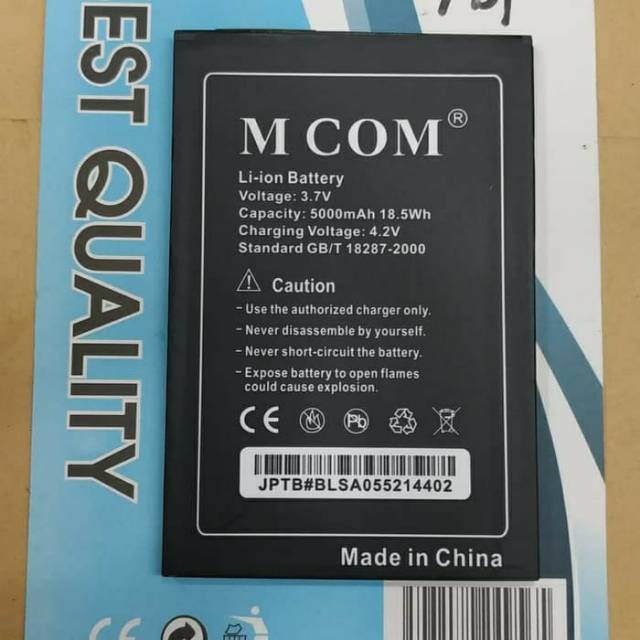 EST QUALITY
M COM®
Li-ion Battery
Voltage: 3.7V
Capacity: 5000mAh 18.5Wh
Charging Voltage: 4.2V
Standard GB/T 18287-2000
Caution
– Use the authorized charger only.
– Never disassemble by yourself.
– Never short-circuit the battery.
– Expose battery to open flames
could cause explosion.
CE
Pb
JPTB#BLSA055214402
Made in China
CE